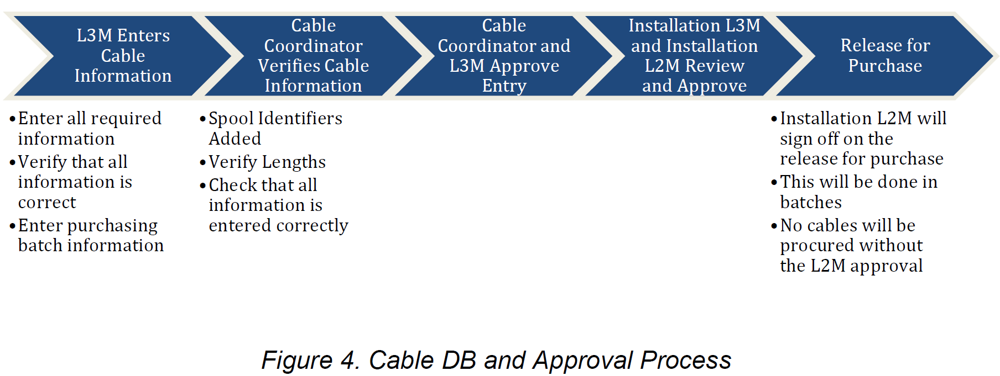 L3M Enters
Cable
Information
Cable
Coordinator
Verifies Cable
Information
Cable
Coordinator and
L3M Approve
Entry
Installation L3M
and Installation
L2M Review
and Approve
Release for
Purchase
•Enter all required
information
•Verify that all
information is
correct
•Enter purchasing
batch information
•Spool Identifiers
Added
•Verify Lengths
•Check that all
information is
entered correctly
•Installation L2M will
sign off on the
release for purchase
•This will be done in
batches
•No cables will be
procured without
the L2M approval
Figure 4. Cable DB and Approval Process